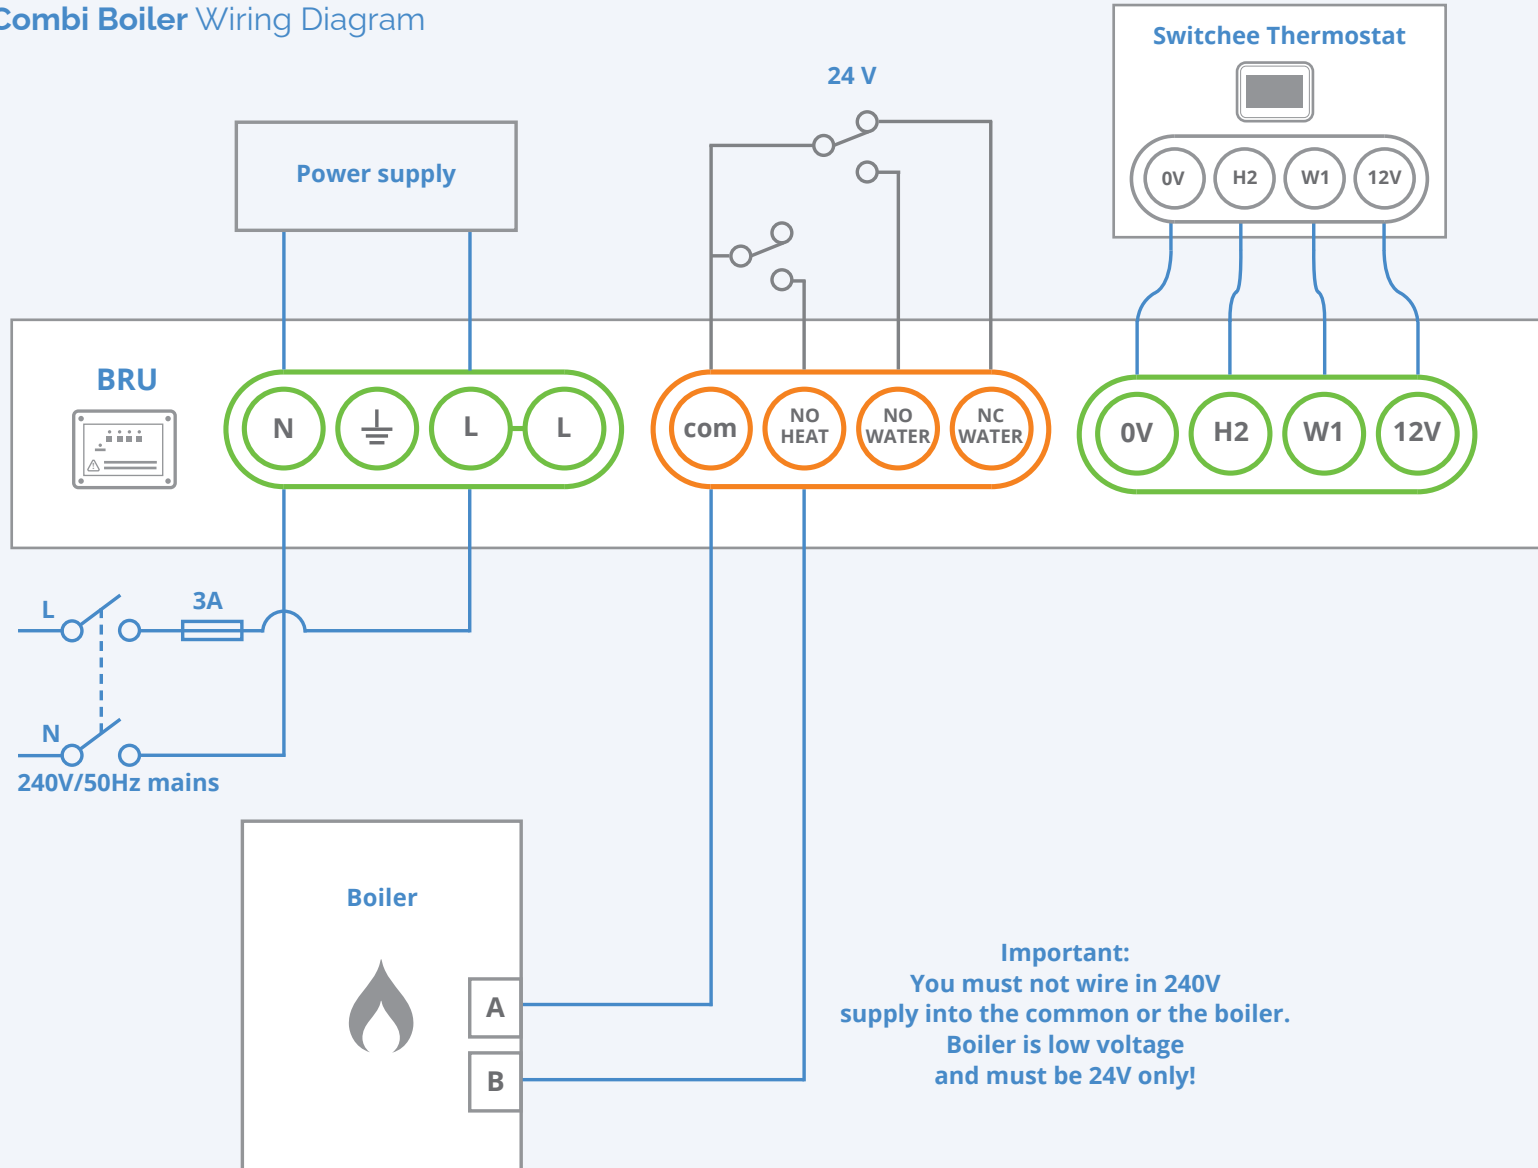 Combi Boiler Wiring Diagram
Switchee Thermostat
24 V
Power supply
0V
H2
W1
12V
BRU
N
L
L
com
NO
HEAT
NO
WATER
NC
WATER
0V
H2
W1
12V
L
3A
N
240V/50Hz mains
Boiler
A
B
Important:
You must not wire in 240V
supply into the common or the boiler.
Boiler is low voltage
and must be 24V only!